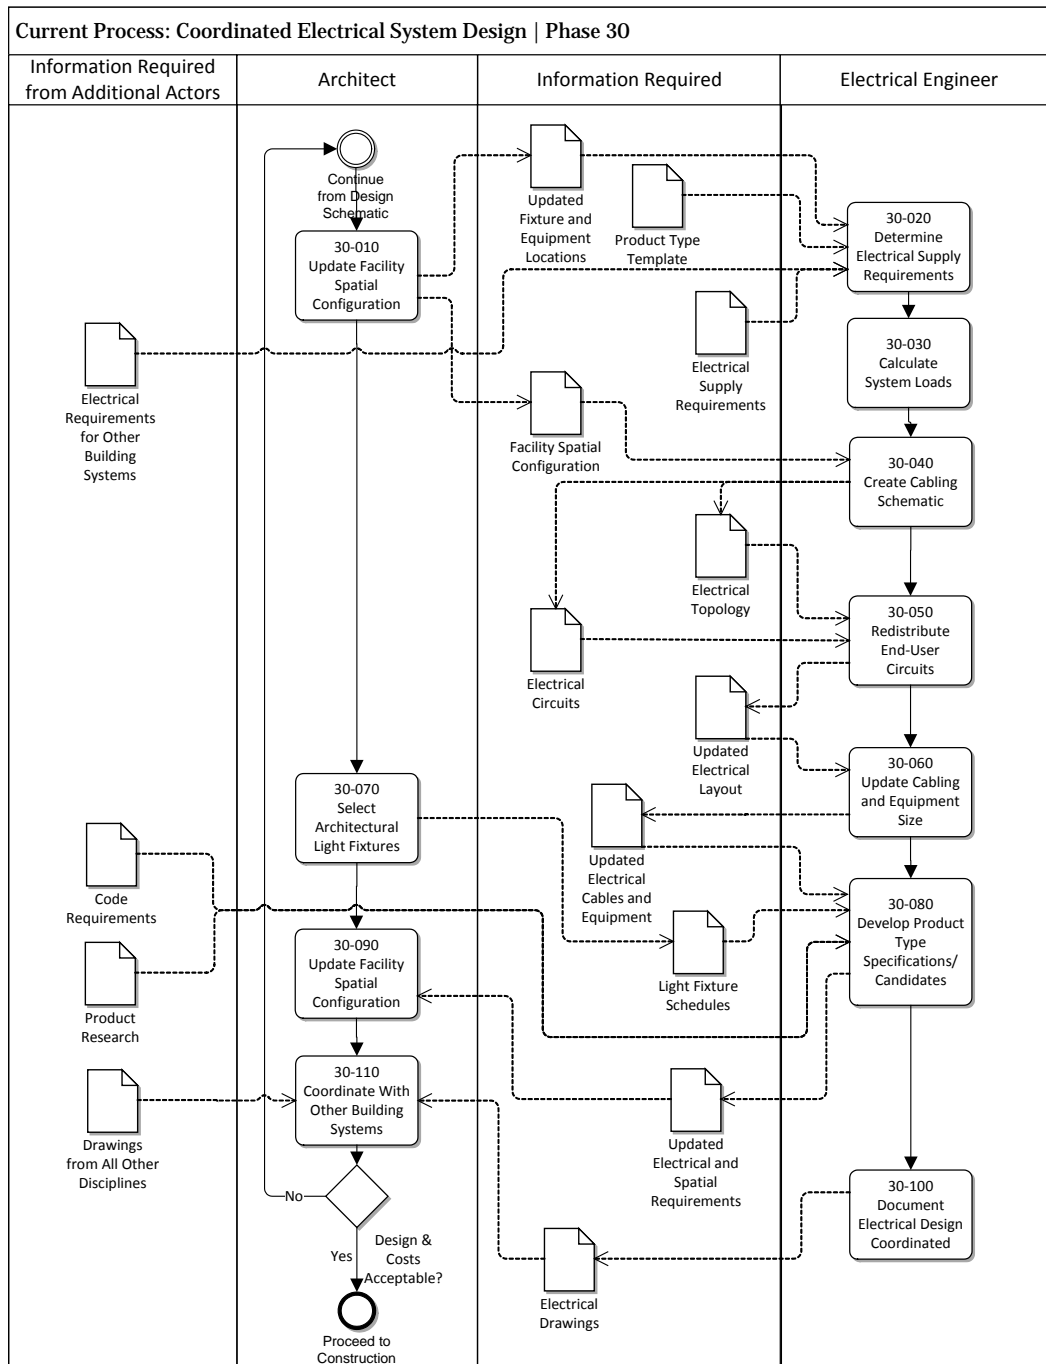 Current Process: Coordinated Electrical System Design | Phase 30
Information Required
from Additional Actors
Architect
Information Required
Electrical Engineer
Continue
from Design
Schematic
Updated
Fixture and
Equipment
Locations
Product Type
Template
30-020
Determine
Electrical Supply
Requirements
30-010
Update Facility
Spatial
Configuration
Electrical
Requirements
for Other
Building
Systems
Electrical
Supply
Requirements
30-030
Calculate
System Loads
Facility Spatial
Configuration
30-040
Create Cabling
Schematic
Electrical
Topology
30-050
Redistribute
End-User
Circuits
Electrical
Circuits
Updated
Electrical
Layout
30-060
Update Cabling
and Equipment
Size
30-070
Select
Architectural
Light Fixtures
Updated
Electrical
Cables and
Equipment
Code
Requirements
30-080
Develop Product
Type
Specifications/
Candidates
Light Fixture
Schedules
30-090
Update Facility
Spatial
Configuration
Product
Research
30-110
Coordinate With
Other Building
Systems
Drawings
from All Other
Disciplines
Updated
Electrical and
Spatial
Requirements
30-100
Document
Electrical Design
Coordinated
No
Yes
Design &
Costs
Acceptable?
Electrical
Drawings
Proceed to
Construction